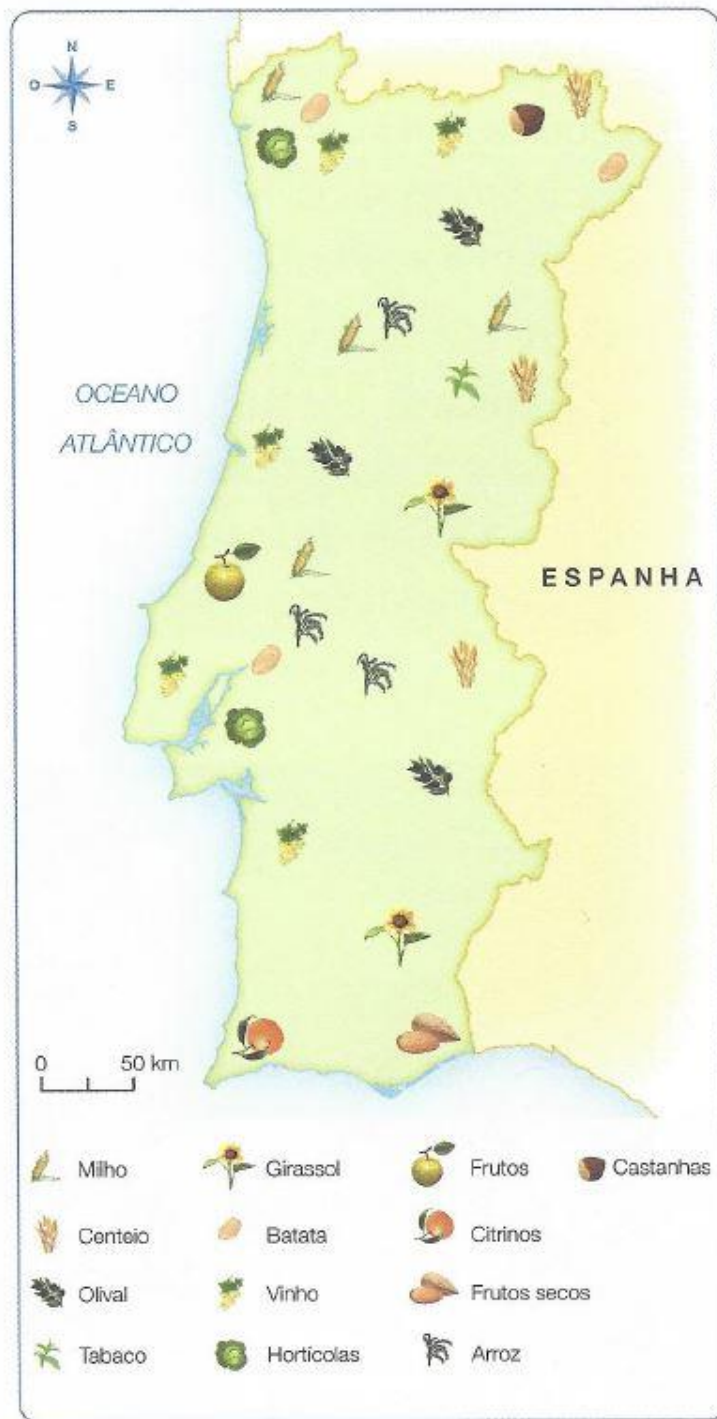 N
O E
S
OCEANO
ATLÂNTICO
ESPANHA
0 50 km
Milho Girassol Frutos Castanhas
Centeio Batata Citrinos
Olival Vinho Frutos secos
Tabaco Hortícolas Arroz